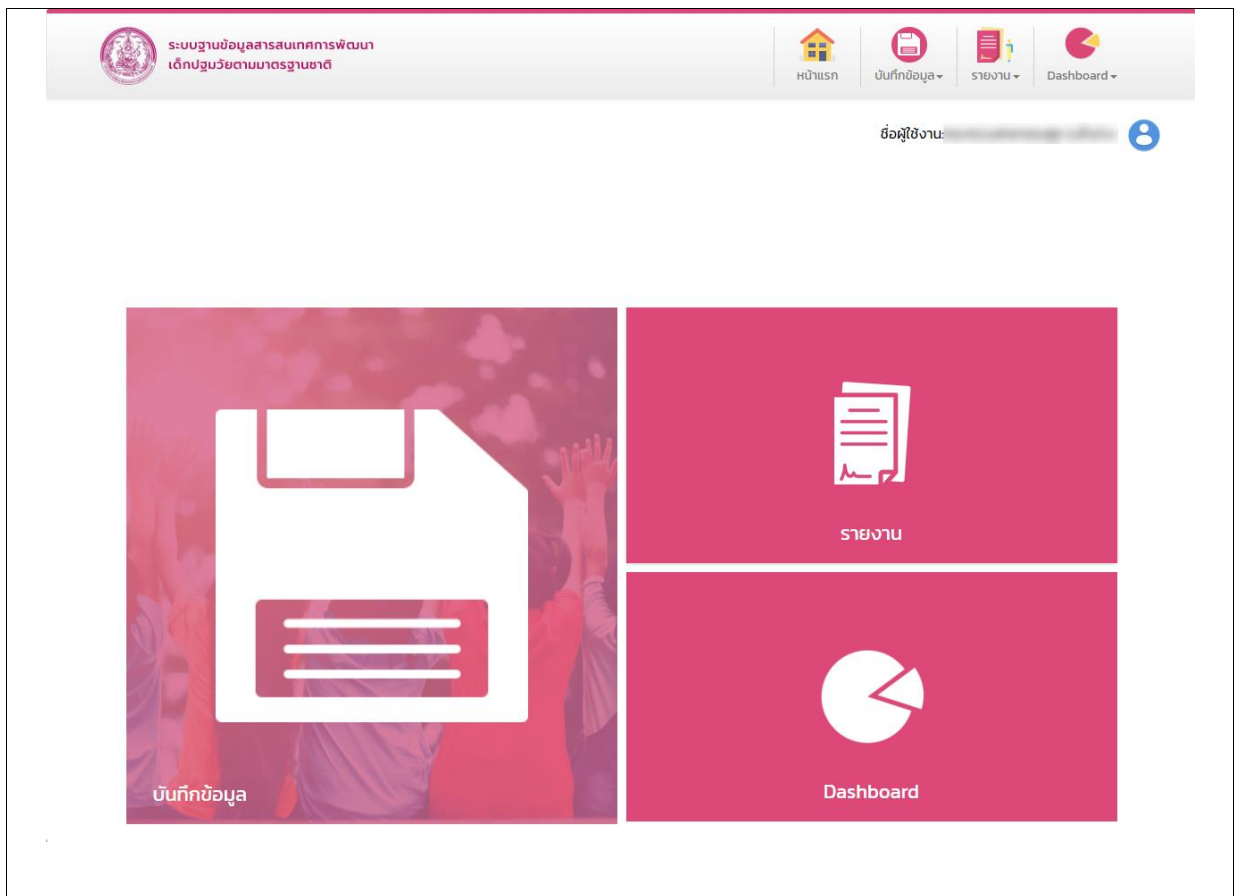 ระบบฐานข้อมูลสารสนเทศการพัฒนา
เด็กปฐมวัยตามมาตรฐานชาติ
หน้าแรก
บันทึกข้อมูล
รายงาน
Dashboard
ชื่อผู้ใช้งาน:
รายงาน
บันทึกข้อมูล
Dashboard